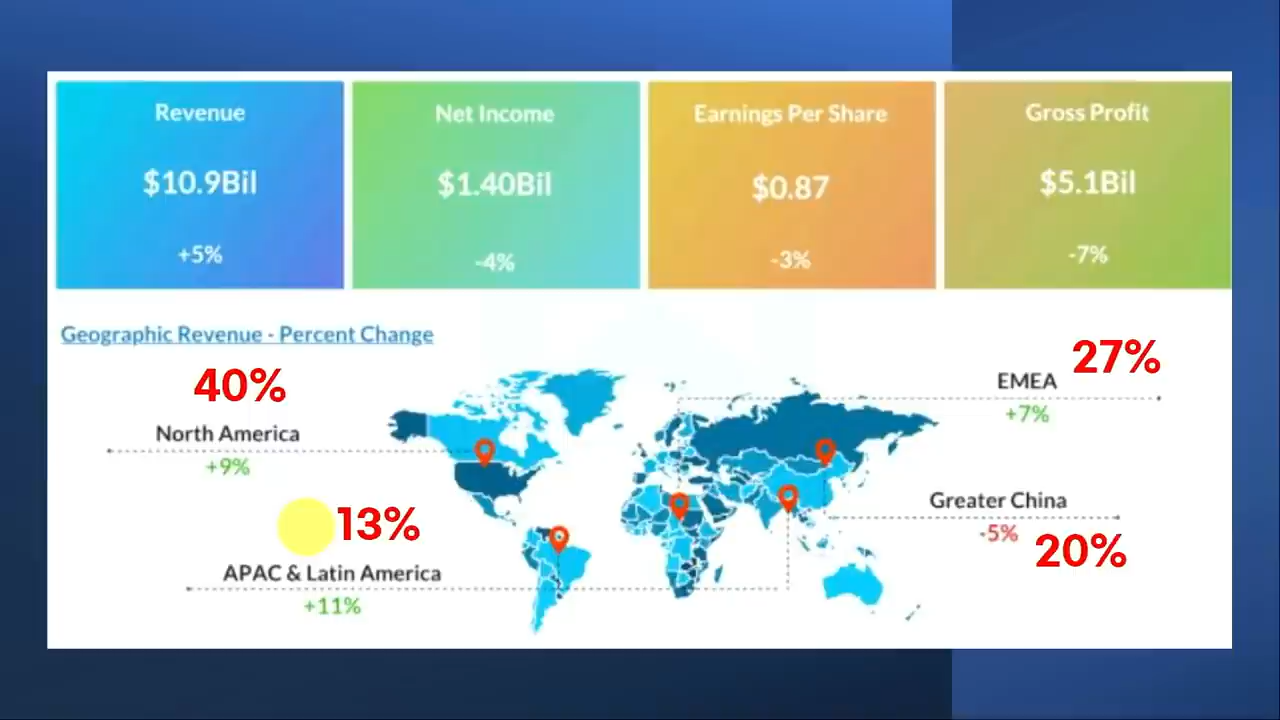 Revenue
$10.9Bil
+5%
Net Income
$1.40Bil
-4%
Earnings Per Share
$0.87
-3%
Gross Profit
$5.1Bil
-7%
Geographic Revenue - Percent Change
40%
North America
+9%
13%
APAC & Latin America
+11%
27%
EMEA
+7%
Greater China
-5%
20%